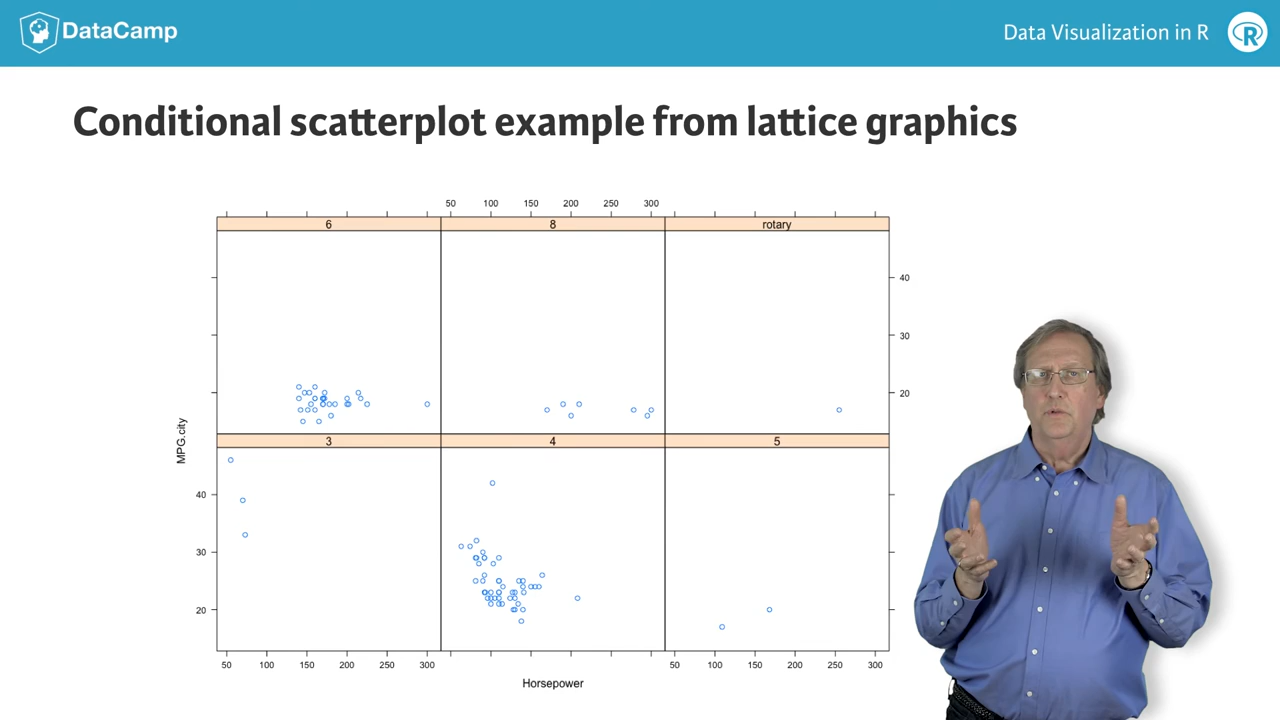 DataCamp
Data Visualization in R
R
Conditional scatterplot example from lattice graphics
50 100 150 200 250 300
6 8 rotary
40
30
20
MPG.city
3 4 5
40
30
20
50 100 150 200 250 300 50 100 150 200 250 300
Horsepower